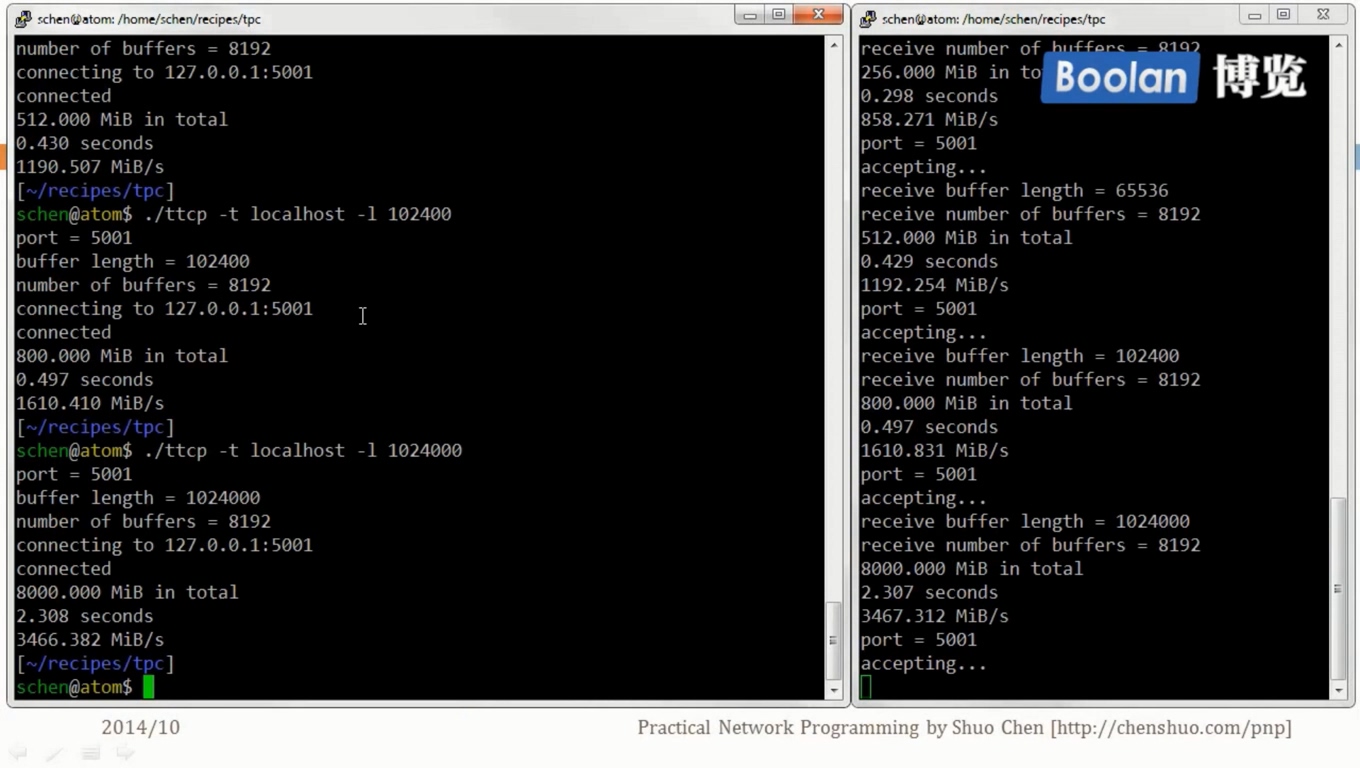 schen@atom: /home/schen/recipes/tpc
number of buffers = 8192
connecting to 127.0.0.1:5001
connected
512.000 MiB in total
0.430 seconds
1190.507 MiB/s
[~/recipes/tpc]
schen@atom$ ./ttcp -t localhost -l 102400
port = 5001
buffer length = 102400
number of buffers = 8192
connecting to 127.0.0.1:5001
connected
800.000 MiB in total
0.497 seconds
1610.410 MiB/s
[~/recipes/tpc]
schen@atom$ ./ttcp -t localhost -l 1024000
port = 5001
buffer length = 1024000
number of buffers = 8192
connecting to 127.0.0.1:5001
connected
8000.000 MiB in total
2.308 seconds
3466.382 MiB/s
[~/recipes/tpc]
schen@atom$
schen@atom: /home/schen/recipes/tpc
receive number of buffers = 8192
256.000 MiB in
Boolan 博览
0.298 seconds
858.271 MiB/s
port = 5001
accepting...
receive buffer length = 65536
receive number of buffers = 8192
512.000 MiB in total
0.429 seconds
1192.254 MiB/s
port = 5001
accepting...
receive buffer length = 102400
receive number of buffers = 8192
800.000 MiB in total
0.497 seconds
1610.831 MiB/s
port = 5001
accepting...
receive buffer length = 1024000
receive number of buffers = 8192
8000.000 MiB in total
2.307 seconds
3467.312 MiB/s
port = 5001
accepting...
2014/10
Practical Network Programming by Shuo Chen [http://chenshuo.com/pnp]